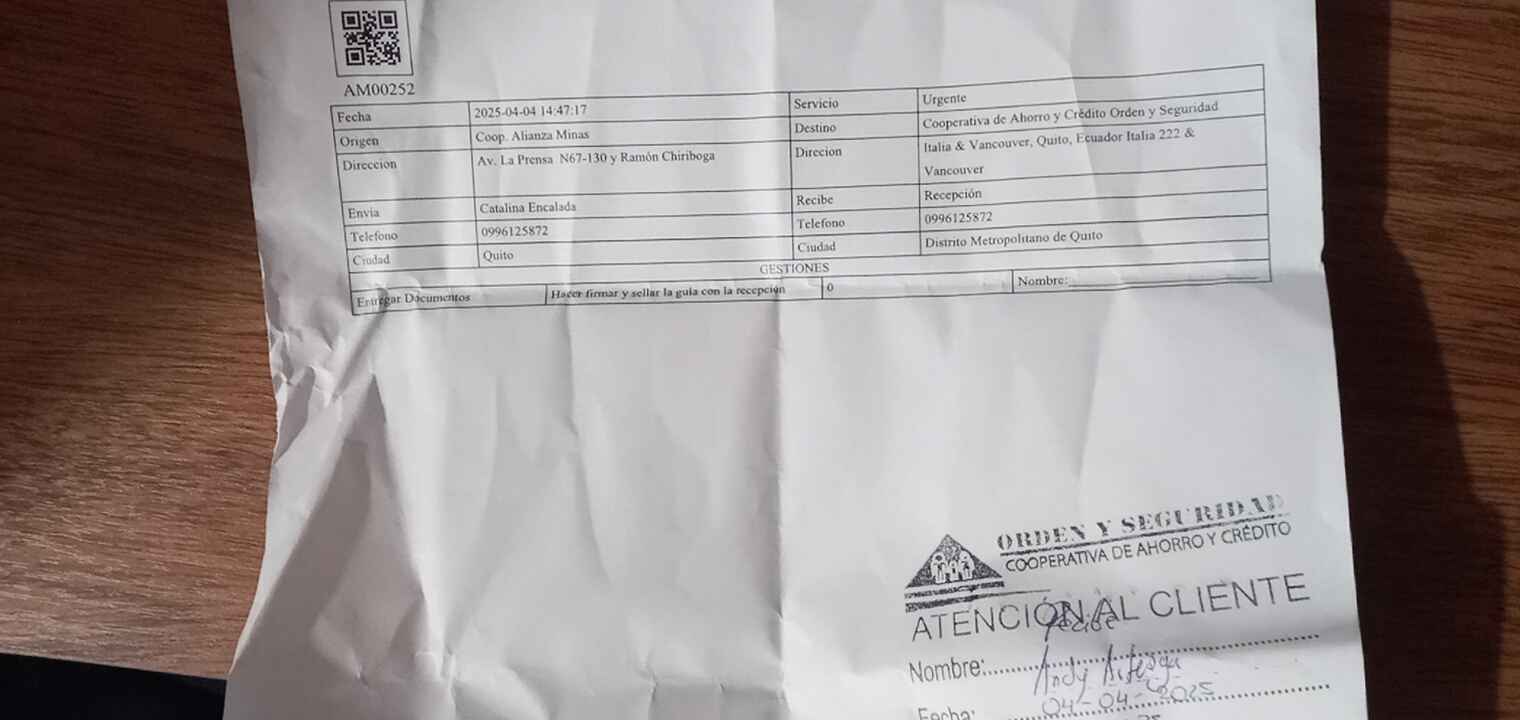 AM00252
Fecha 2025-04-04 14:47:17 Servicio Urgente
Origen Coop. Alianza Minas Destino Cooperativa de Ahorro y Crédito Orden y Seguridad
Direccion Av. La Prensa N67-130 y Ramón Chiriboga Direcion Italia & Vancouver, Quito, Ecuador Italia 222 &
Vancouver
Envia Catalina Encalada Recibe Recepción
Telefono 0996125872 Telefono 0996125872
Ciudad Quito Ciudad Distrito Metropolitano de Quito
GESTIONES
Entregar Documentos Hacer firmar y sellar la guia con la recepción 0 Nombre:
ORDEN Y SEGURIDAD
COOPERATIVA DE AHORRO Y CRÉDITO
ATENCIÓN AL CLIENTE
Recibe
Nombre: Andy
Fecha: 04-04-2025